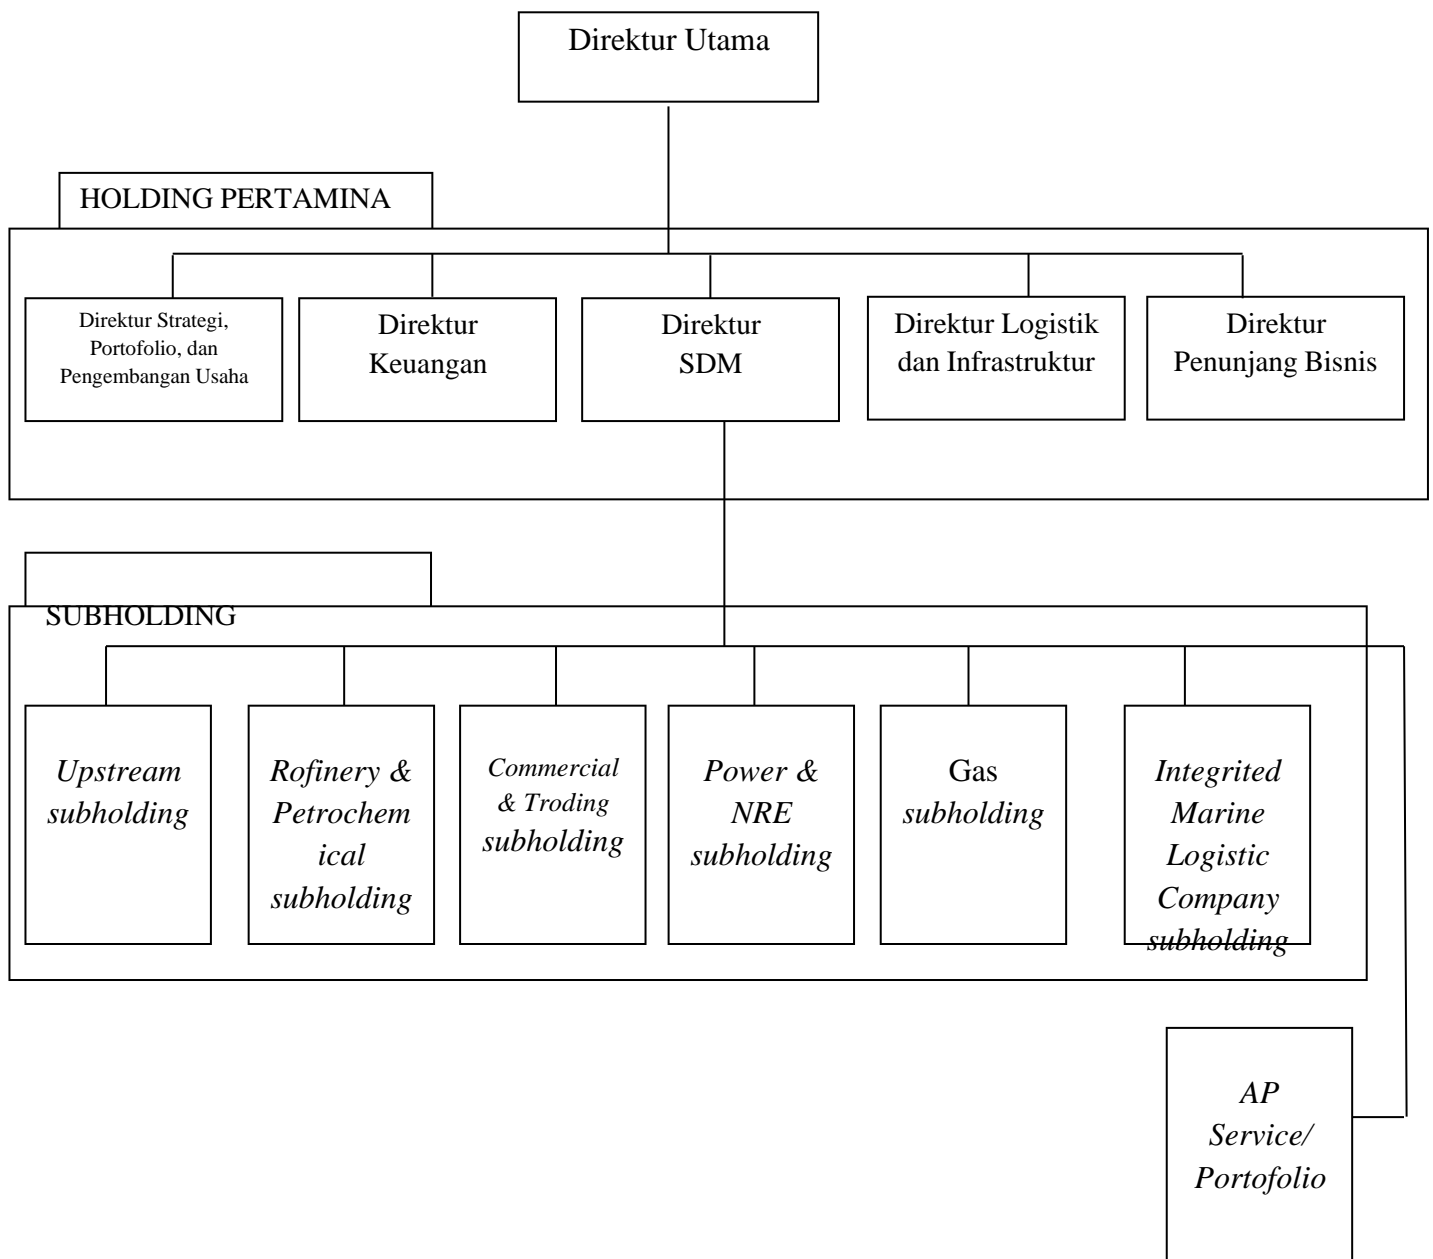 Direktur Utama
HOLDING PERTAMINA
Direktur Strategi,
Portofolio, dan
Pengembangan Usaha
Direktur
Keuangan
Direktur
SDM
Direktur Logistik
dan Infrastruktur
Direktur
Penunjang Bisnis
SUBHOLDING
Upstream
subholding
Rofinery &
Petrochem
ical
subholding
Commercial
& Troding
subholding
Power &
NRE
subholding
Gas
subholding
Integrited
Marine
Logistic
Company
subholding
AP
Service/
Portofolio